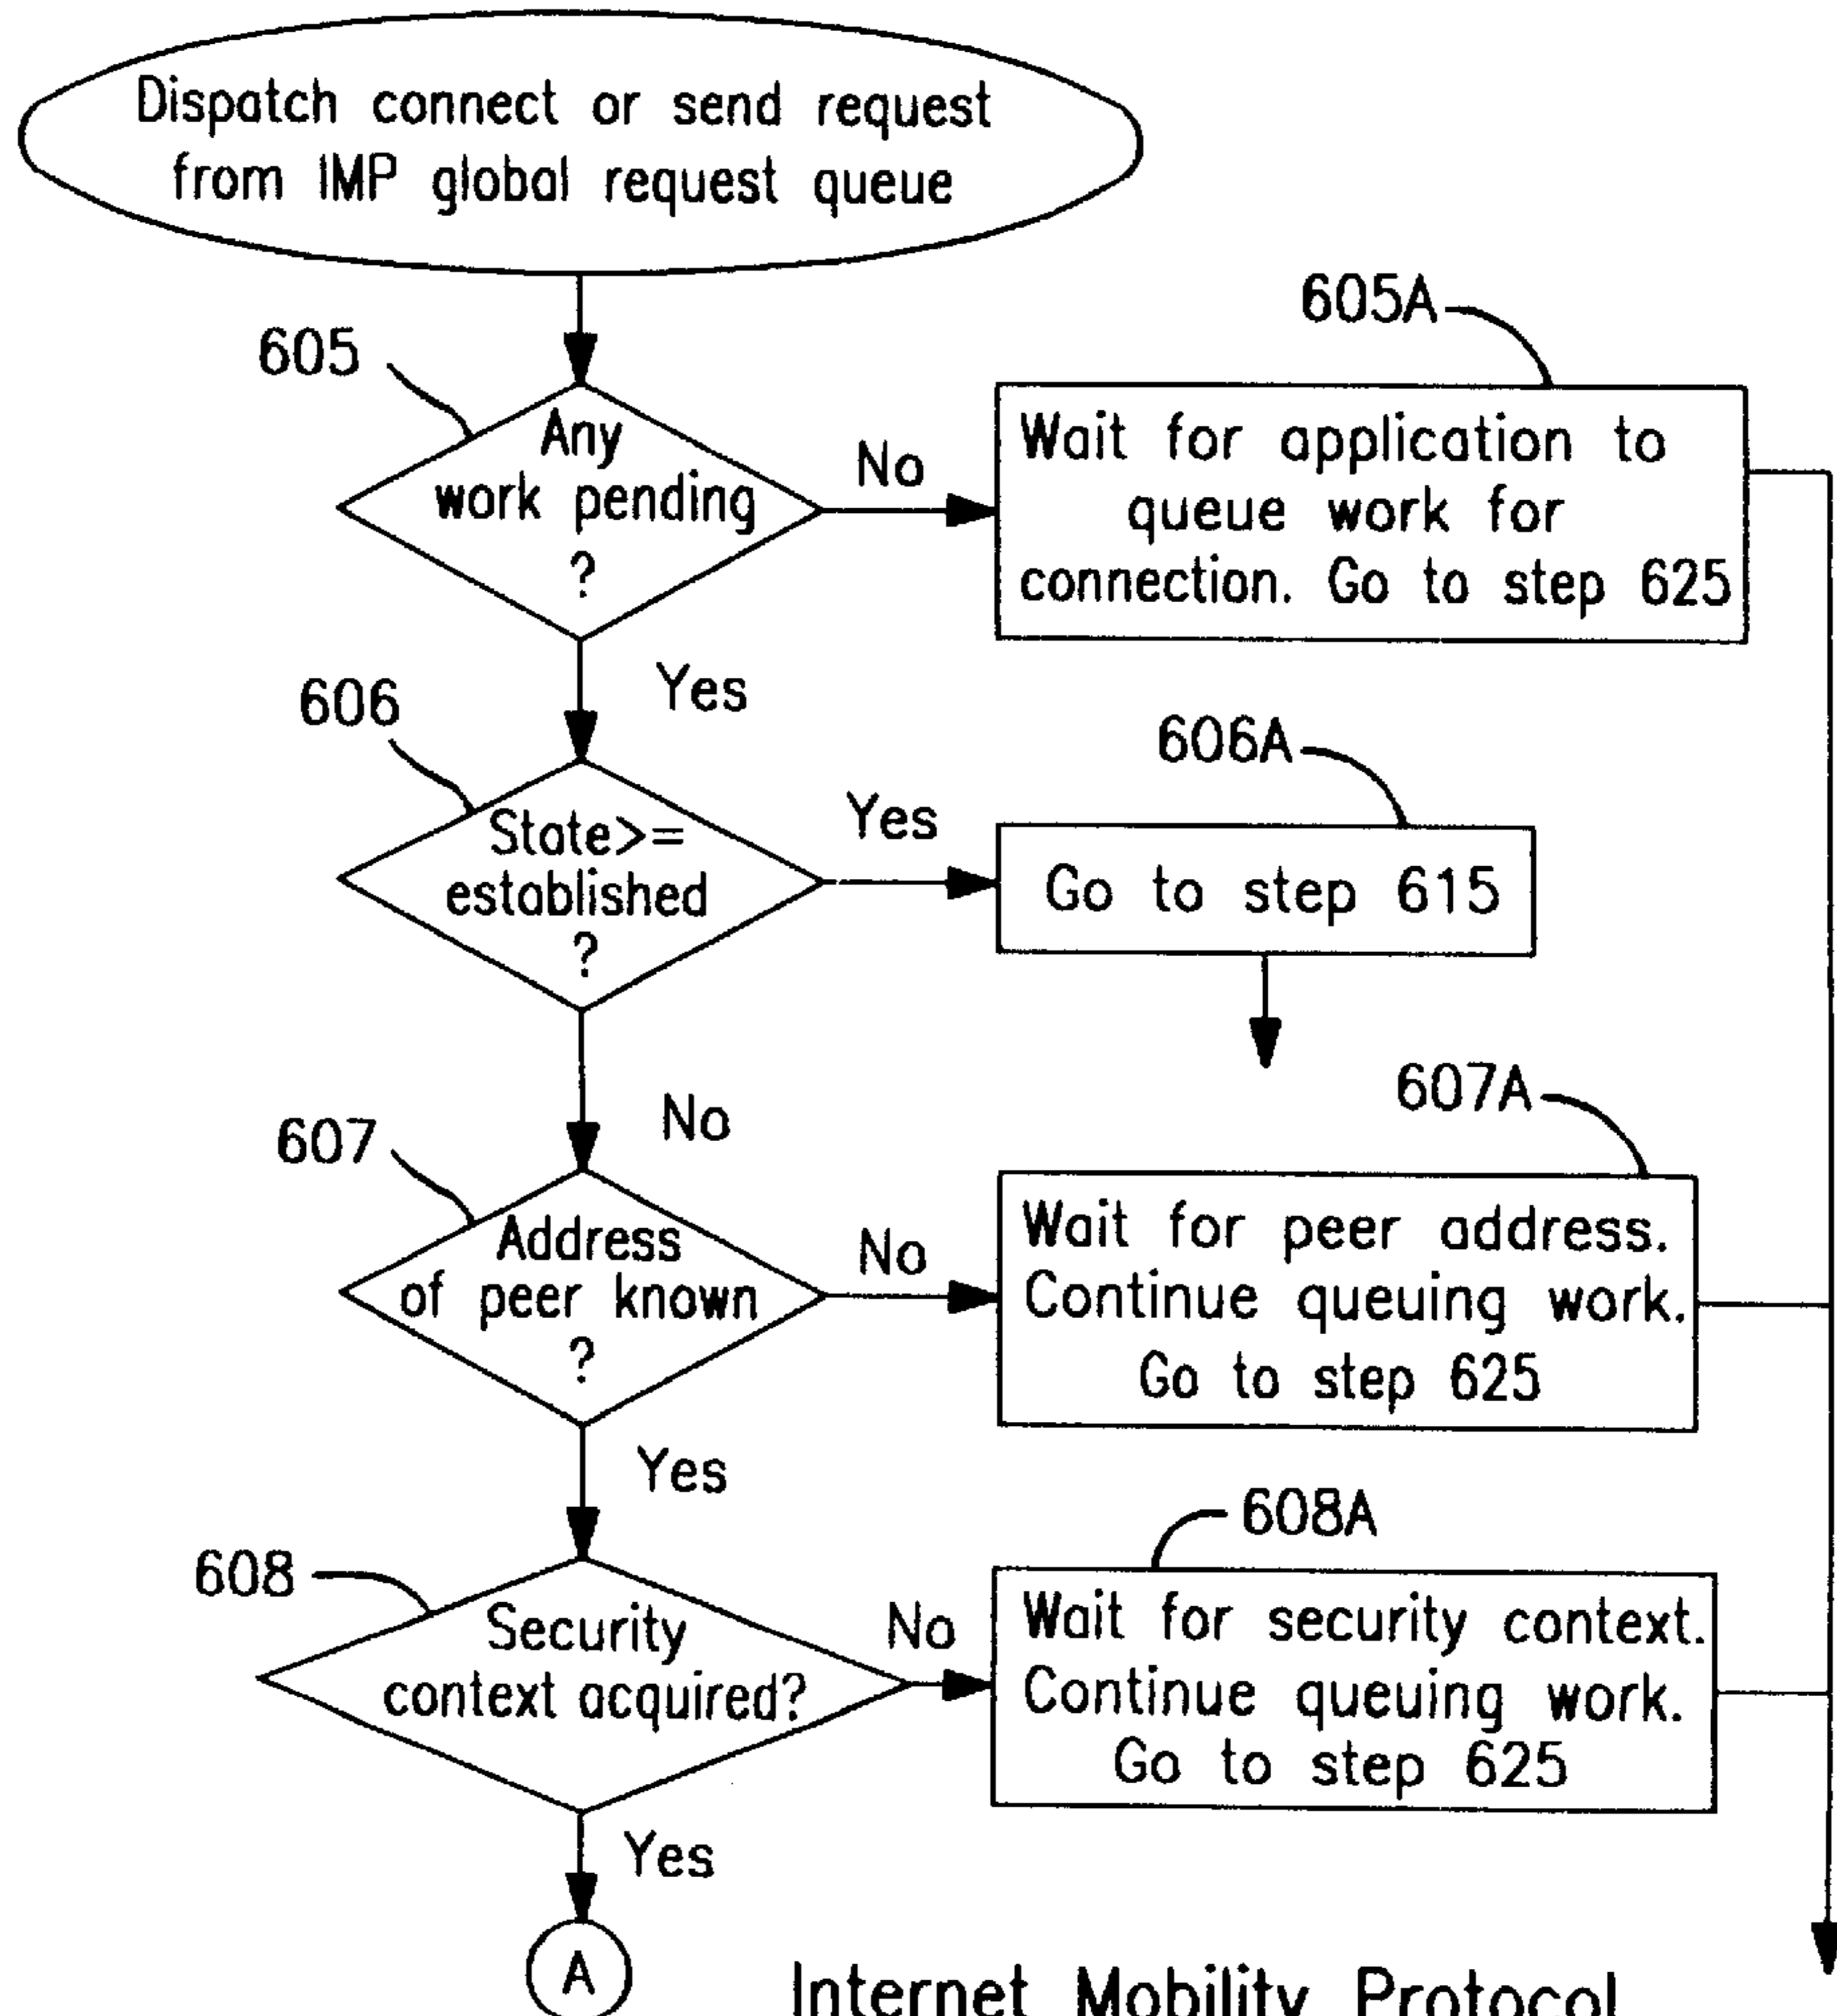 Dispatch connect or send request
from IMP global request queue
605A
605
Any
work pending
?
No
Wait for application to
queue work for
connection. Go to step 625
Yes
606
606A
State>=
established
?
Yes
Go to step 615
No
607A
607
Address
of peer known
?
No
Wait for peer address.
Continue queuing work.
Go to step 625
Yes
608A
608
Security
context acquired?
No
Wait for security context.
Continue queuing work.
Go to step 625
Yes
A
Internet Mobility Protocol